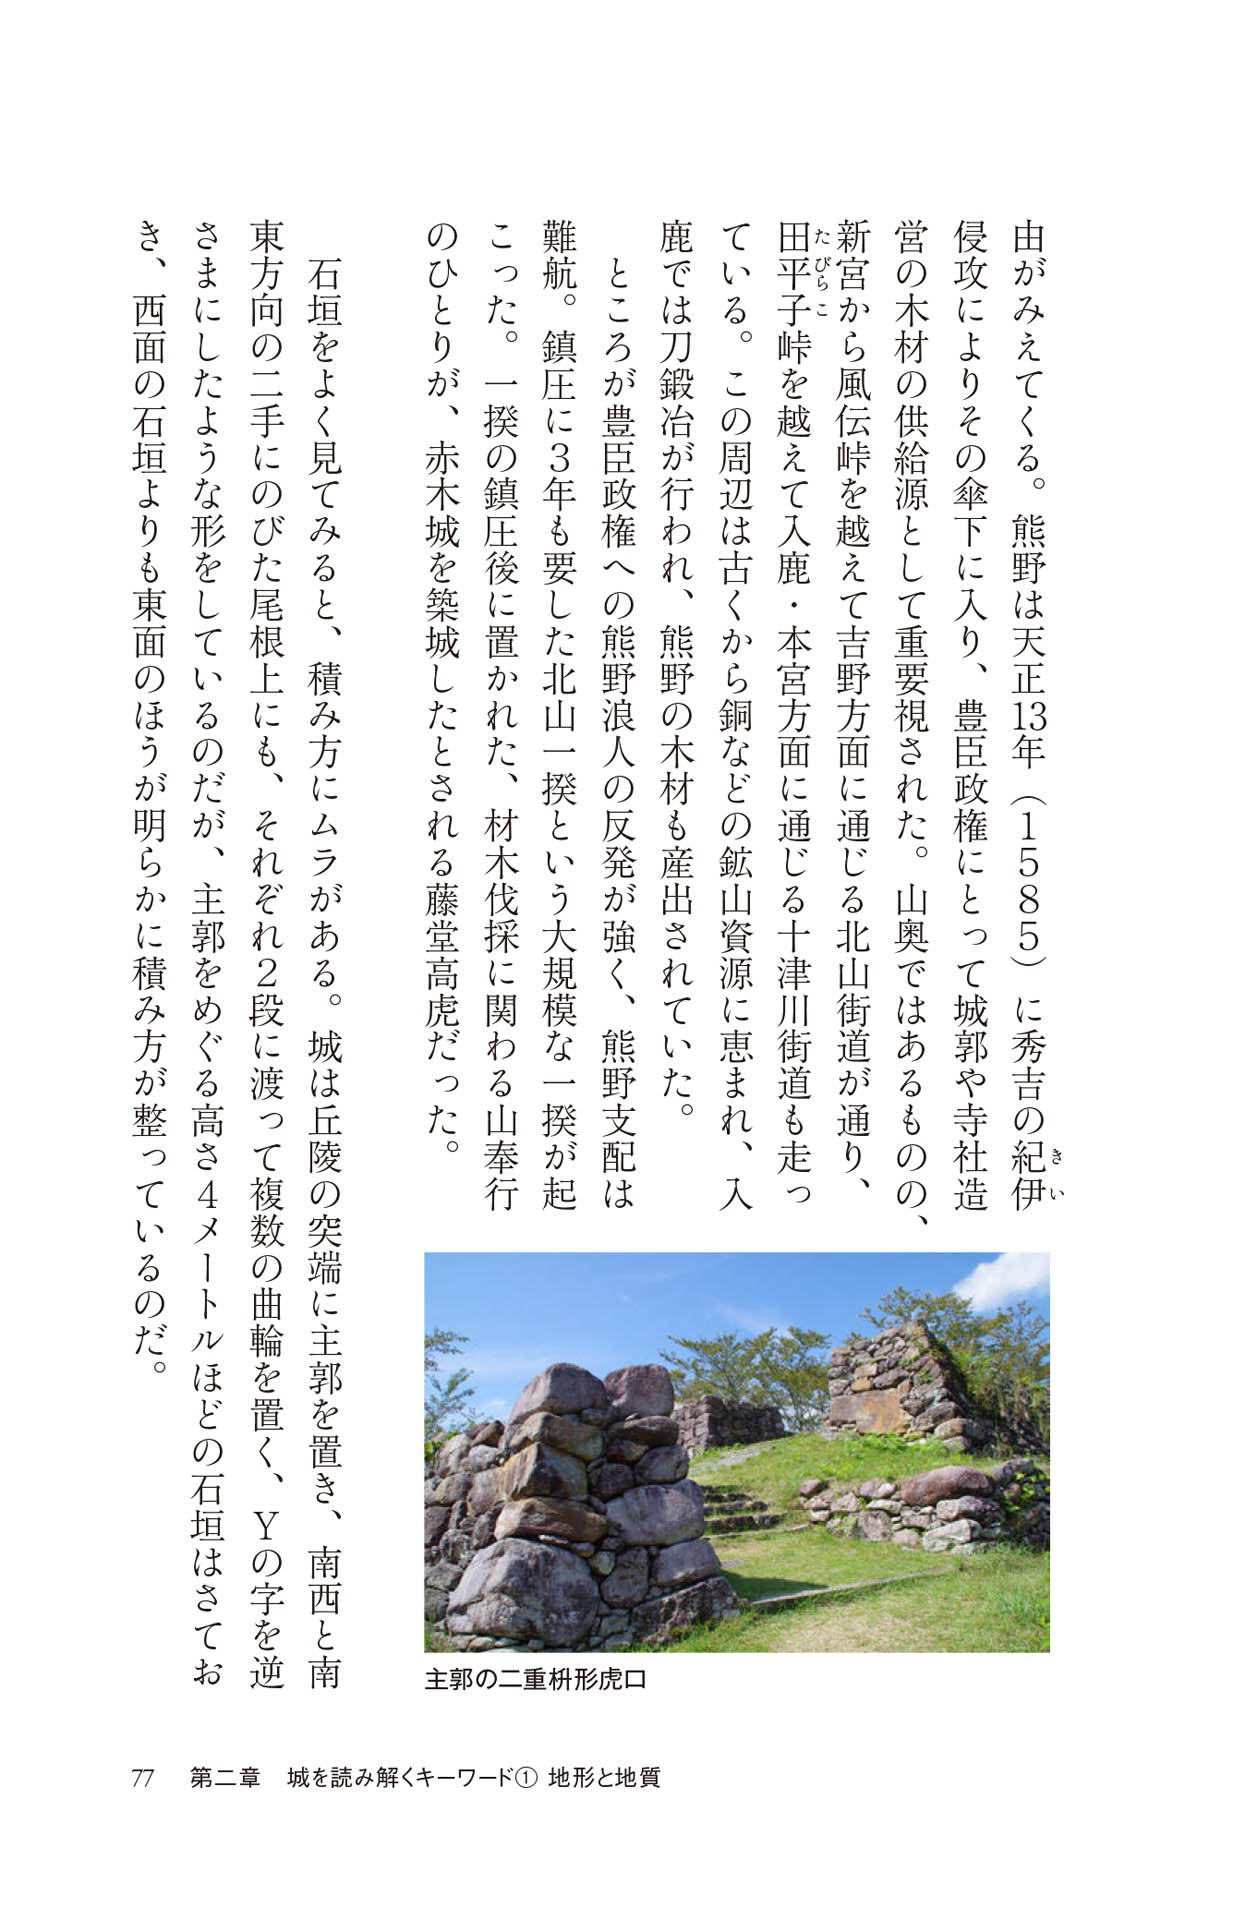 由がみえてくる。熊野は天正13年（1585）に秀吉の紀伊
侵攻によりその傘下に入り、豊臣政権にとって城郭や寺社造
営の木材の供給源として重要視された。山奥ではあるものの、
新宮から風伝峠を越えて吉野方面に通じる北山街道が通り、
田平子峠を越えて入鹿・本宮方面に通じる十津川街道も走っ
ている。この周辺は古くから銅などの鉱山資源に恵まれ、入
鹿では刀鍛冶が行われ、熊野の木材も産出されていた。
ところが豊臣政権への熊野浪人の反発が強く、熊野支配は
難航。鎮圧に3年も要した北山一揆という大規模な一揆が起
こった。一揆の鎮圧後に置かれた、材木伐採に関わる山奉行
のひとりが、赤木城を築城したとされる藤堂高虎だった。
石垣をよく見てみると、積み方にムラがある。城は丘陵の突端に主郭を置き、南西と南
東方向の二手にのびた尾根上にも、それぞれ2段に渡って複数の曲輪を置く、Yの字を逆
さまにしたような形をしているのだが、主郭をめぐる高さ4メートルほどの石垣はさてお
き、西面の石垣よりも東面のほうが明らかに積み方が整っているのだ。
きい
たびらこ
主郭の二重枡形虎口
77 第二章 城を読み解くキーワード① 地形と地質